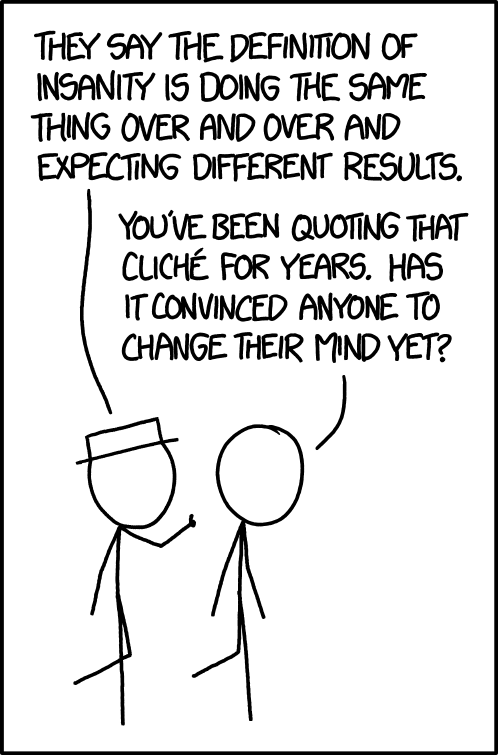 THEY SAY THE DEFINITION OF
INSANITY IS DOING THE SAME
THING OVER AND OVER AND
EXPECTING DIFFERENT RESULTS.
YOU'VE BEEN QUOTING THAT
CLICHÉ FOR YEARS. HAS
IT CONVINCED ANYONE TO
CHANGE THEIR MIND YET?